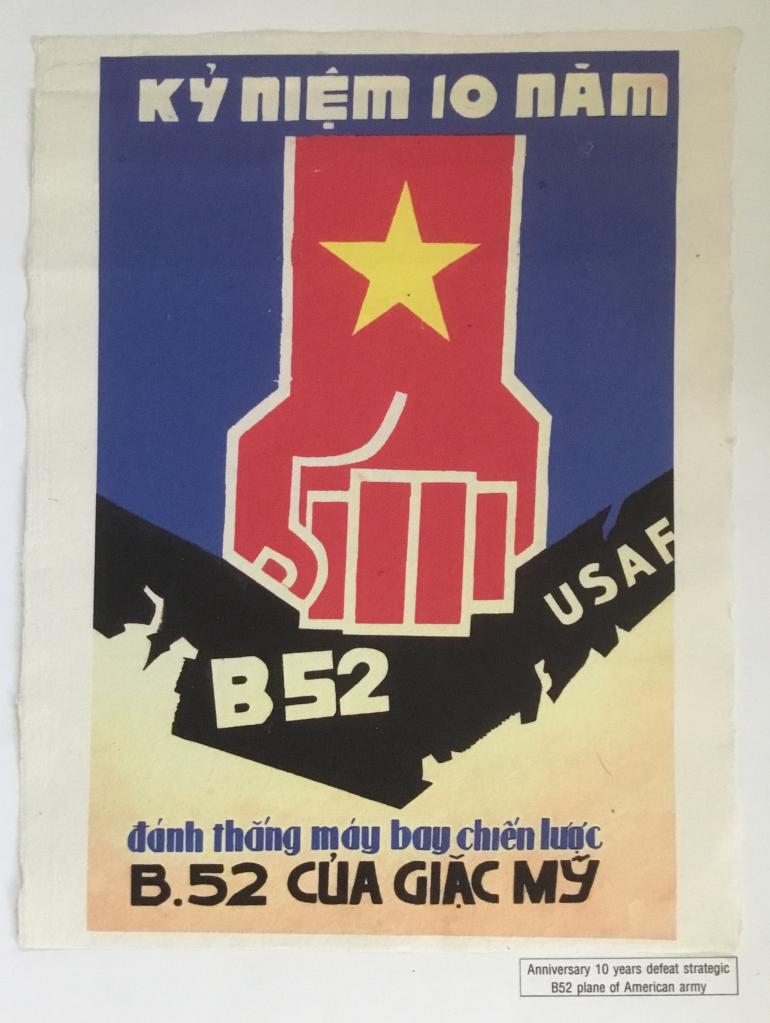 KỶ NIỆM 10 NĂM
USAF
B52
đánh thắng máy bay chiến lược
B.52 CỦA GIẶC MỸ
Anniversary 10 years defeat strategic
B52 plane of American army